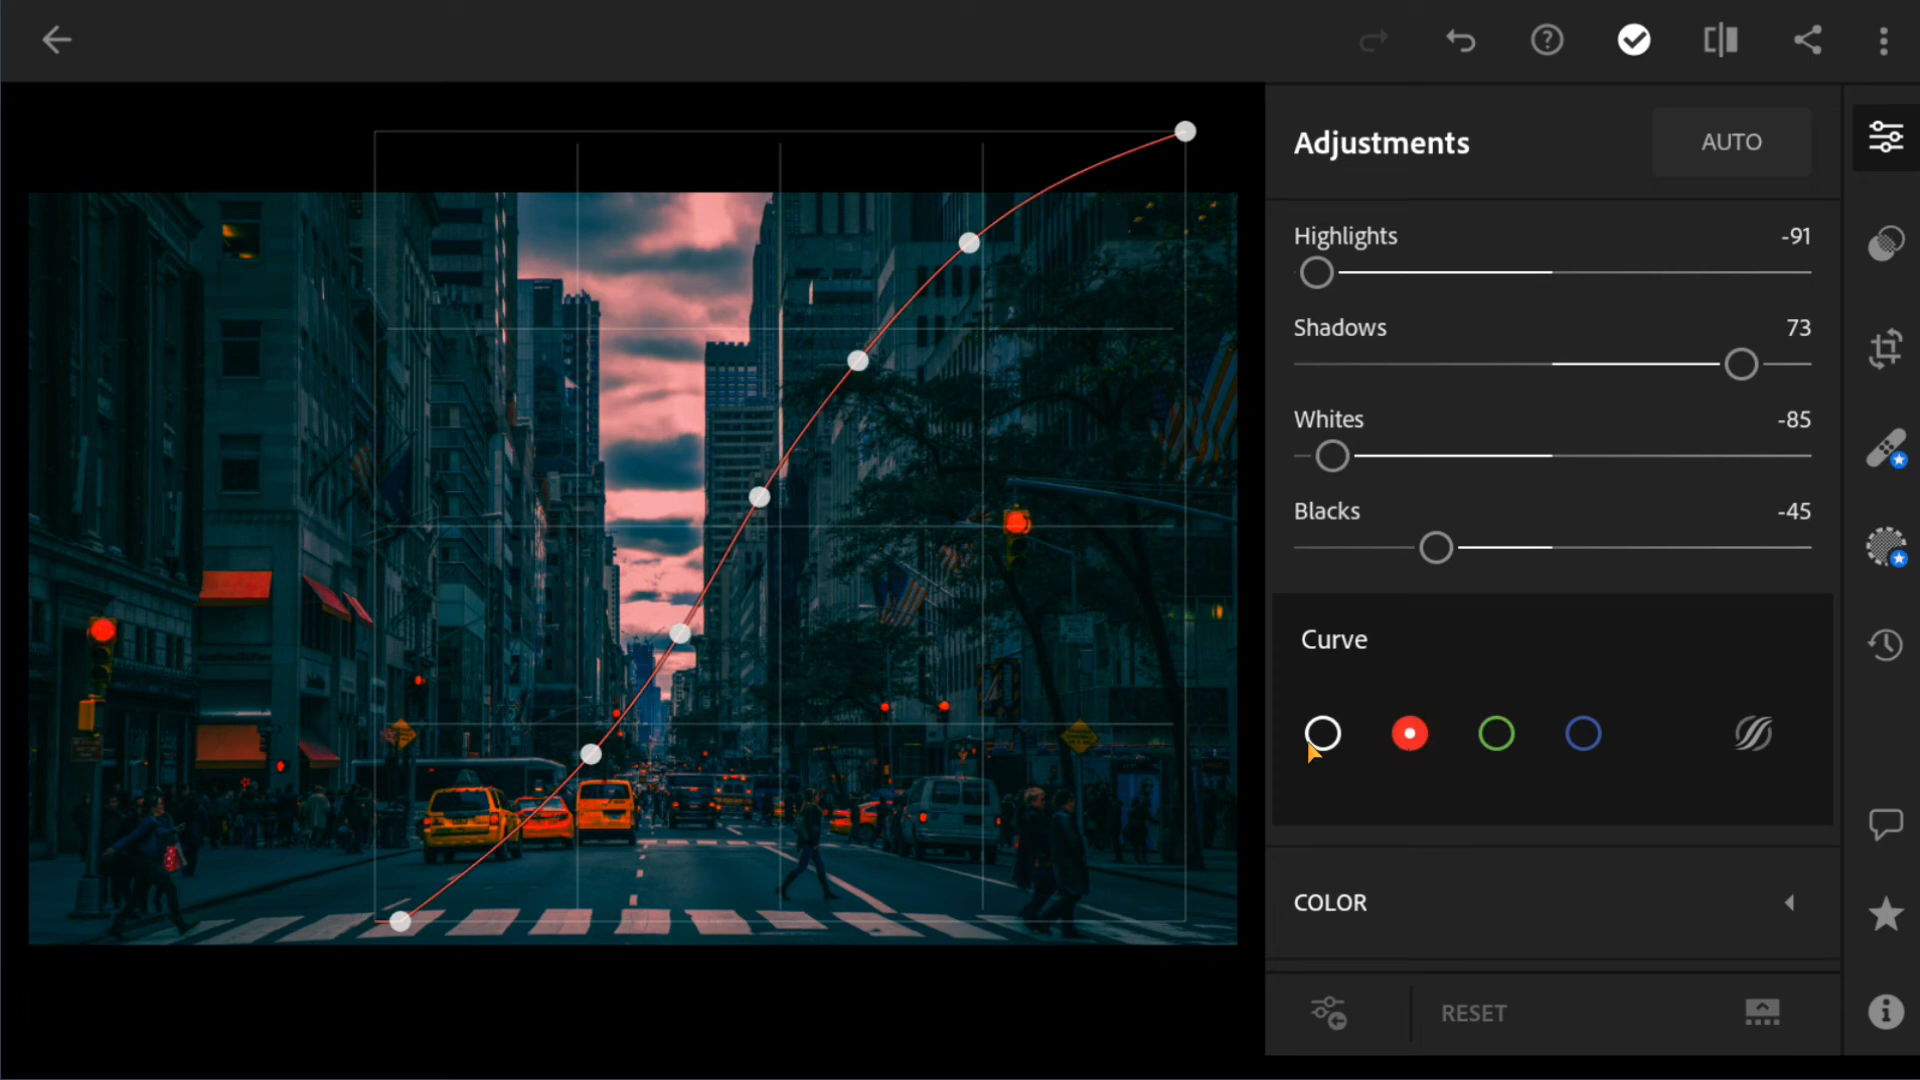 Adjustments
AUTO
Highlights
-91
Shadows
73
Whites
-85
Blacks
-45
Curve
COLOR
RESET